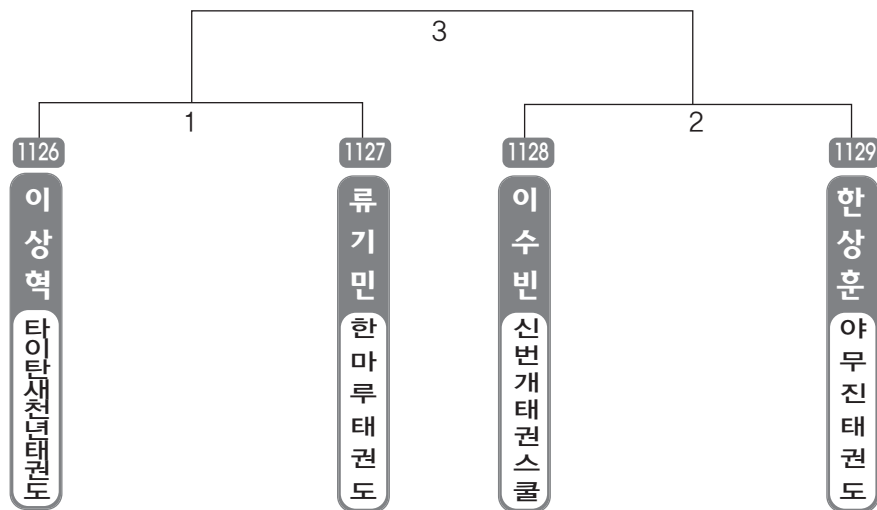 3
1
2
1126
이상혁
타이탄새천년태권도
1127
류기민
한마루태권도
1128
이수빈
신번개태권스쿨
1129
한상훈
야무진태권도